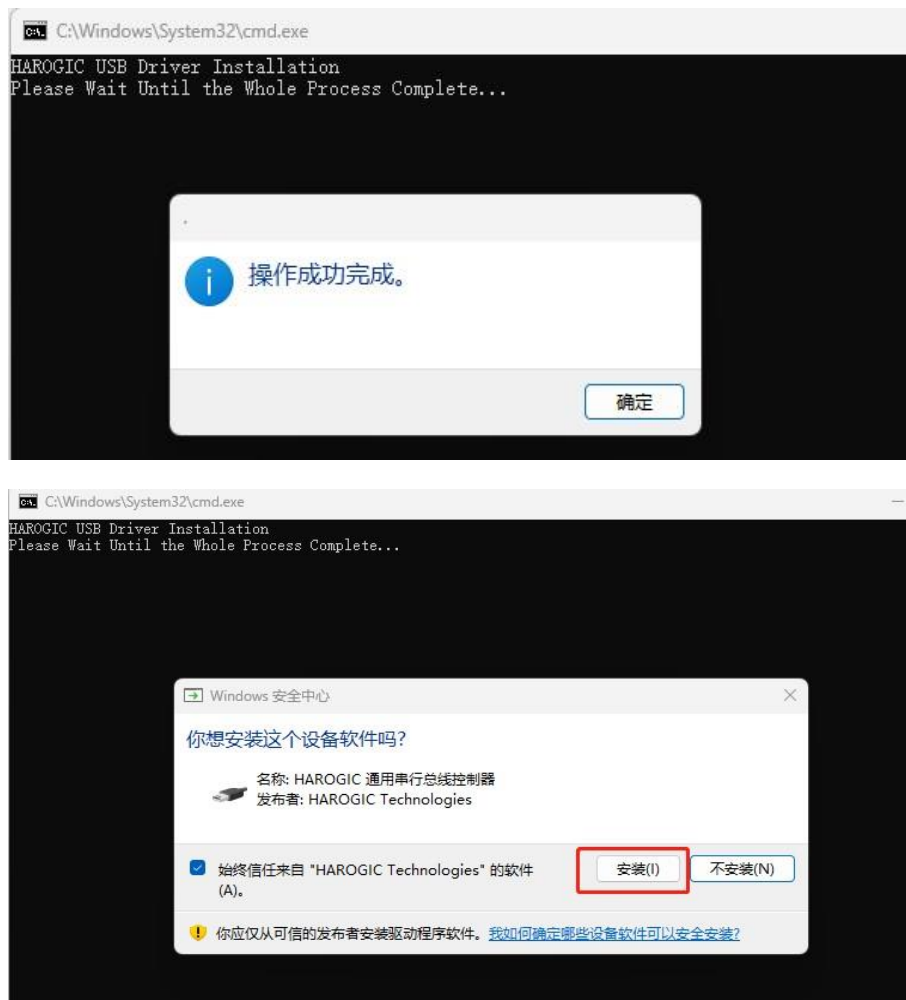 C:\Windows\System32\cmd.exe
HAROGIC USB Driver Installation
Please Wait Until the Whole Process Complete...
操作成功完成。
确定
C:\Windows\System32\cmd.exe
HAROGIC USB Driver Installation
Please Wait Until the Whole Process Complete...
Windows 安全中心
你想安装这个设备软件吗?
名称: HAROGIC 通用串行总线控制器
发布者: HAROGIC Technologies
始终信任来自 "HAROGIC Technologies" 的软件
(A)。
安装(I)
不安装(N)
你应仅从可信的发布者安装驱动程序软件。我如何确定哪些设备软件可以安全安装?